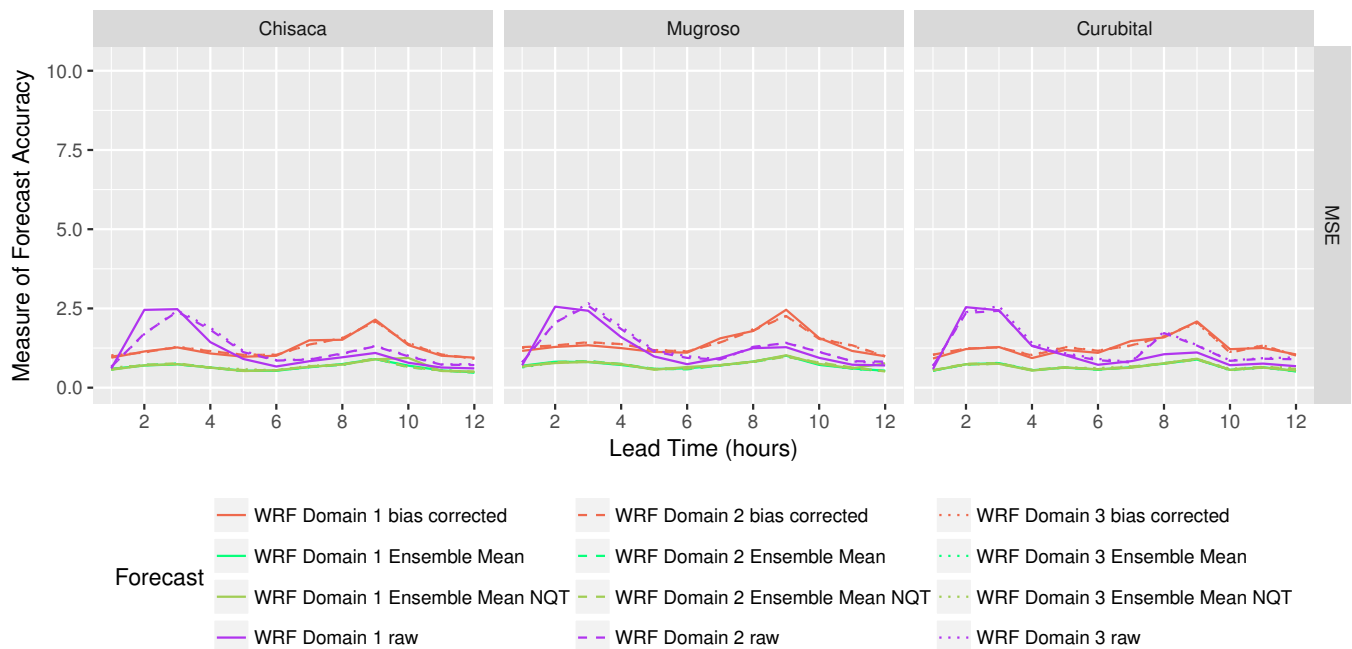 Chisaca
Mugroso
Curubital
Measure of Forecast Accuracy
10.0
7.5
5.0
2.5
0.0
MSE
2 4 6 8 10 12
2 4 6 8 10 12
2 4 6 8 10 12
Lead Time (hours)
Forecast
WRF Domain 1 bias corrected
WRF Domain 2 bias corrected
WRF Domain 3 bias corrected
WRF Domain 1 Ensemble Mean
WRF Domain 2 Ensemble Mean
WRF Domain 3 Ensemble Mean
WRF Domain 1 Ensemble Mean NQT
WRF Domain 2 Ensemble Mean NQT
WRF Domain 3 Ensemble Mean NQT
WRF Domain 1 raw
WRF Domain 2 raw
WRF Domain 3 raw